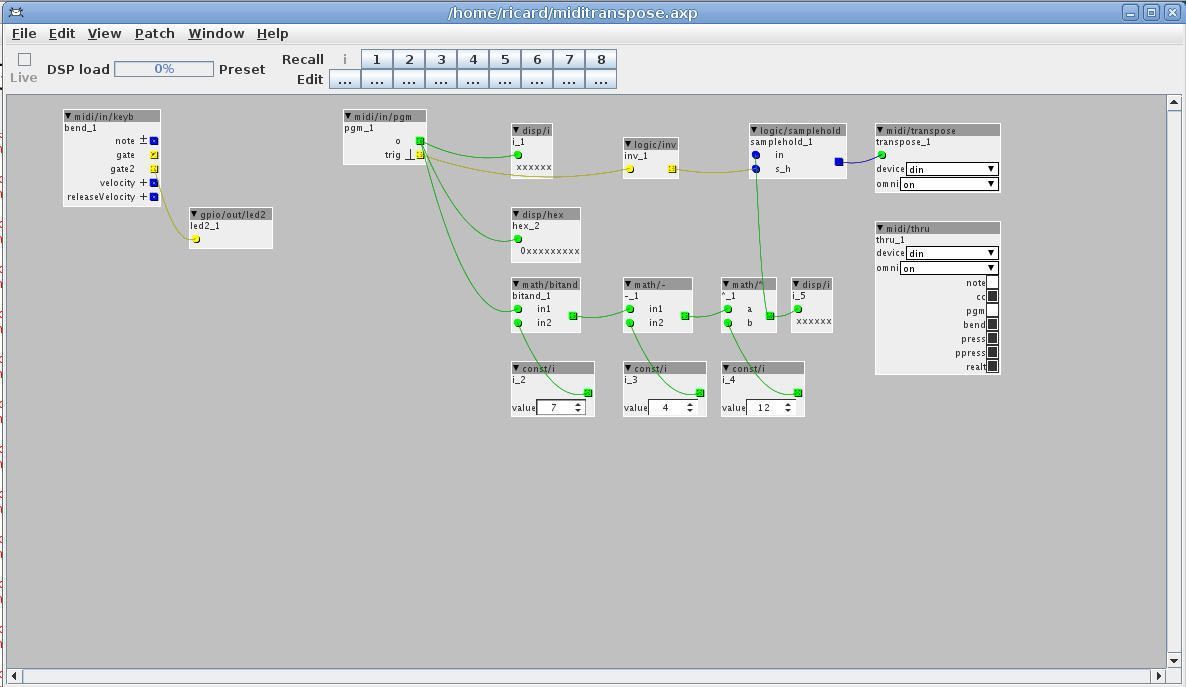 /home/ricard/miditranspose.axp
File Edit View Patch Window Help
Live
DSP load 0% Preset
Recall i 1 2 3 4 5 6 7 8
Edit ... ... ... ... ... ... ... ... ...
midi/in/keyb
bend_1
note ±
gate
gate2
velocity +
releaseVelocity +
gpio/out/led2
led2_1
midi/in/pgm
pgm_1
o
trig
disp/i
i_1
xxxxxx
disp/hex
hex_2
0xxxxxxxxx
math/bitand
bitand_1
in1
in2
const/i
i_2
value 7
logic/inv
inv_1
math/-
-_1
in1
in2
const/i
i_3
value 4
logic/samplehold
samplehold_1
in
s_h
math/*
*_1
a
b
disp/i
i_5
xxxxxx
const/i
i_4
value 12
midi/transpose
transpose_1
device din
omni on
midi/thru
thru_1
device din
omni on
note
cc
pgm
bend
press
ppress
realt